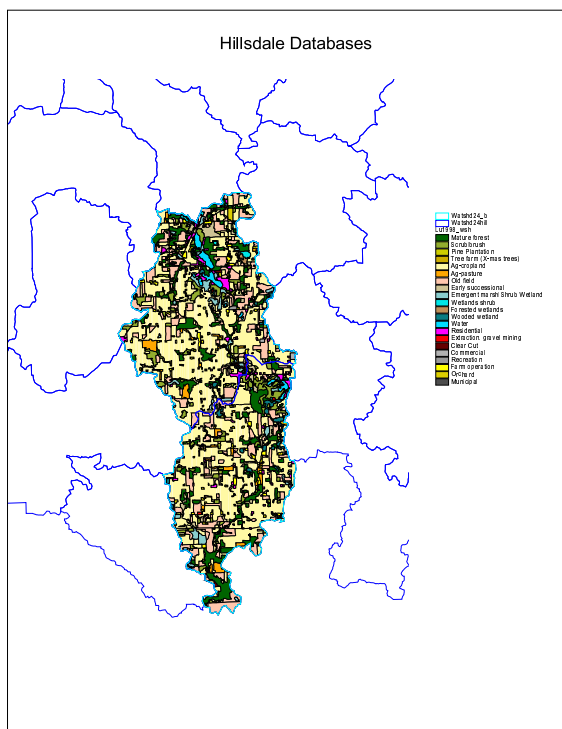 Hillsdale Databases
Watshd24_b
Watshd24hill
Lu1998_wsh
Mature forest
Scrub brush
Pine Plantation
Tree farm (X-mas trees)
Ag-cropland
Ag-pasture
Old field
Early successional
Emergent marsh Shrub Wetland
Wetlands shrub
Forested wetlands
Wooded wetland
Water
Residential
Extraction gravel mining
Clear Cut
Commercial
Recreation
Farm operation
Orchard
Municipal